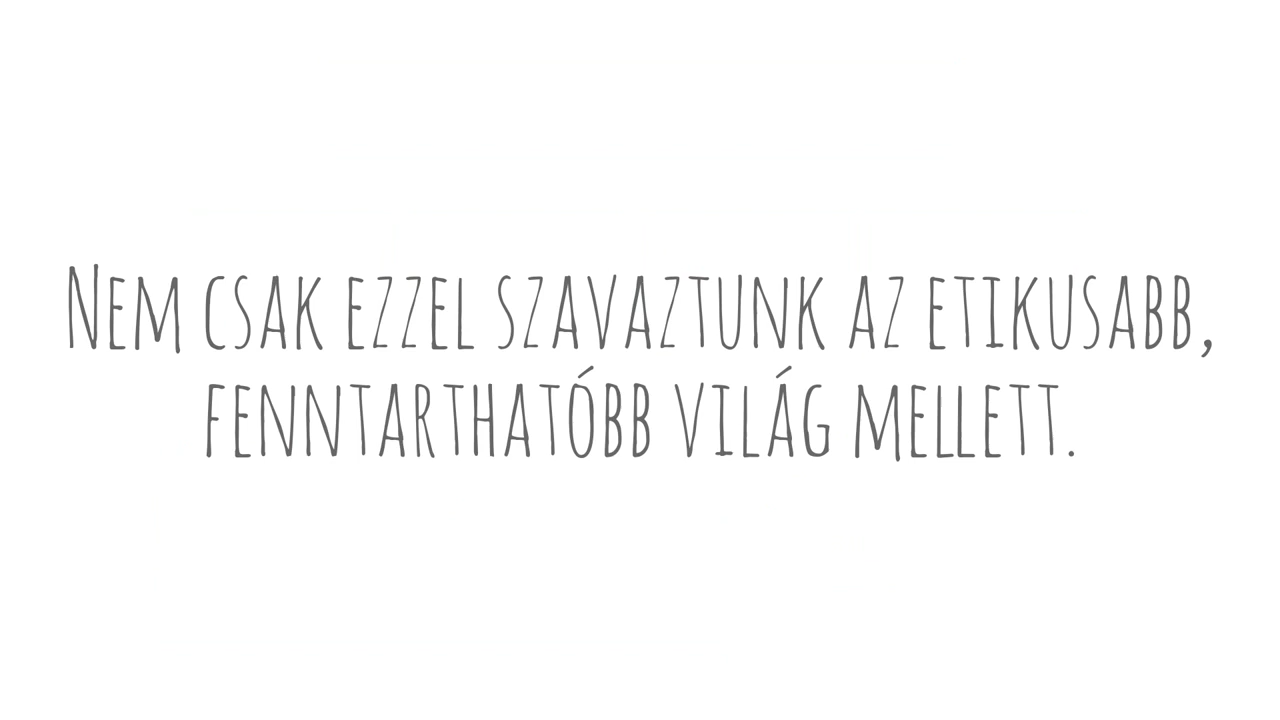 Nem csak ezzel szavaztunk az etikusabb,
fenntarthatóbb világ mellett.